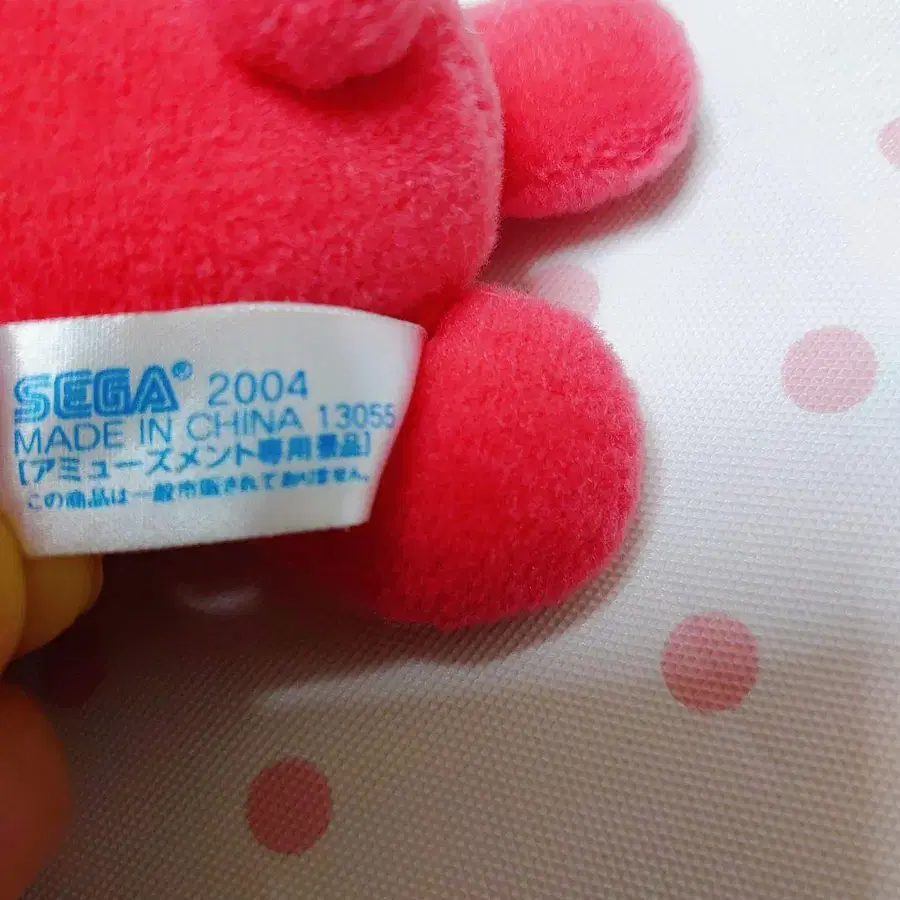 SEGA® 2004
MADE IN CHINA 13055
【アミューズメント専用景品】
この商品は一般市販されておりません。